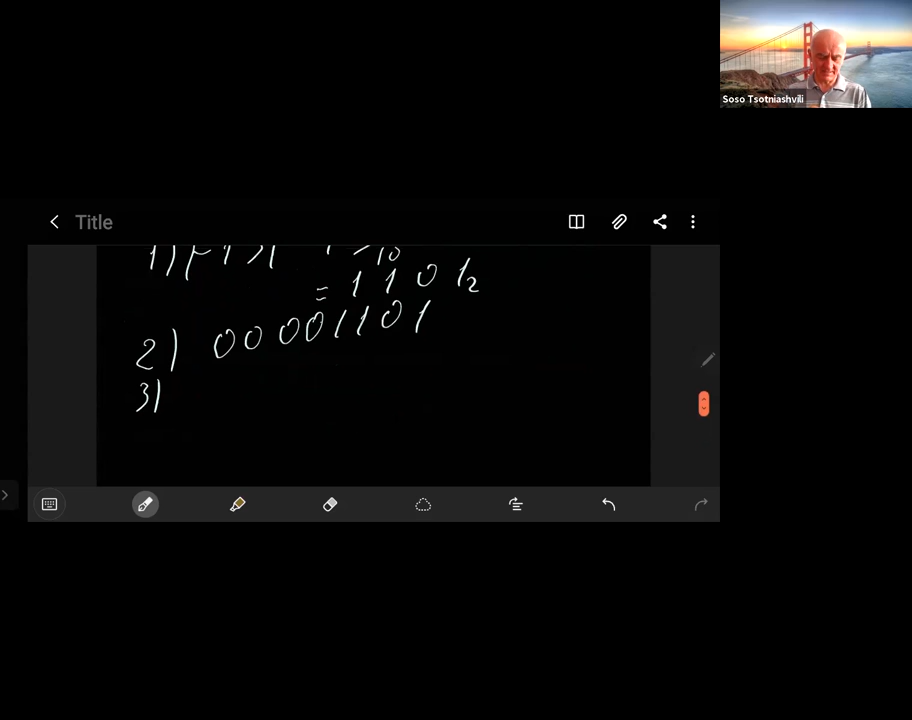 Soso Tsotniashvili
Title
= 1 1 0 1₂
2) 00001101
3)